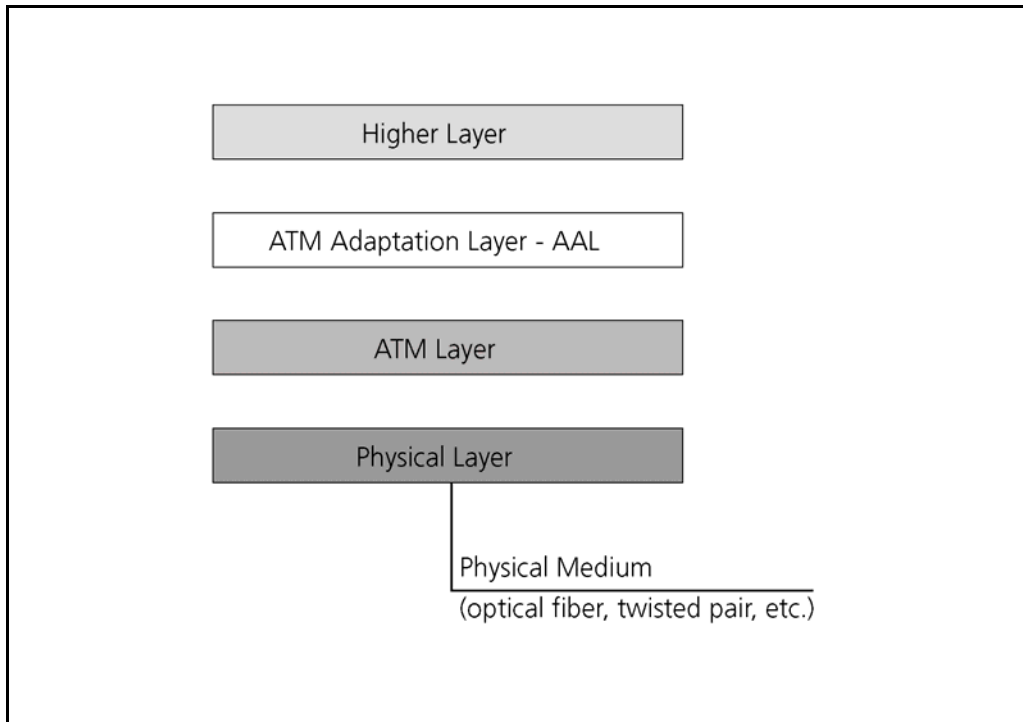 Higher Layer
ATM Adaptation Layer - AAL
ATM Layer
Physical Layer
Physical Medium
(optical fiber, twisted pair, etc.)